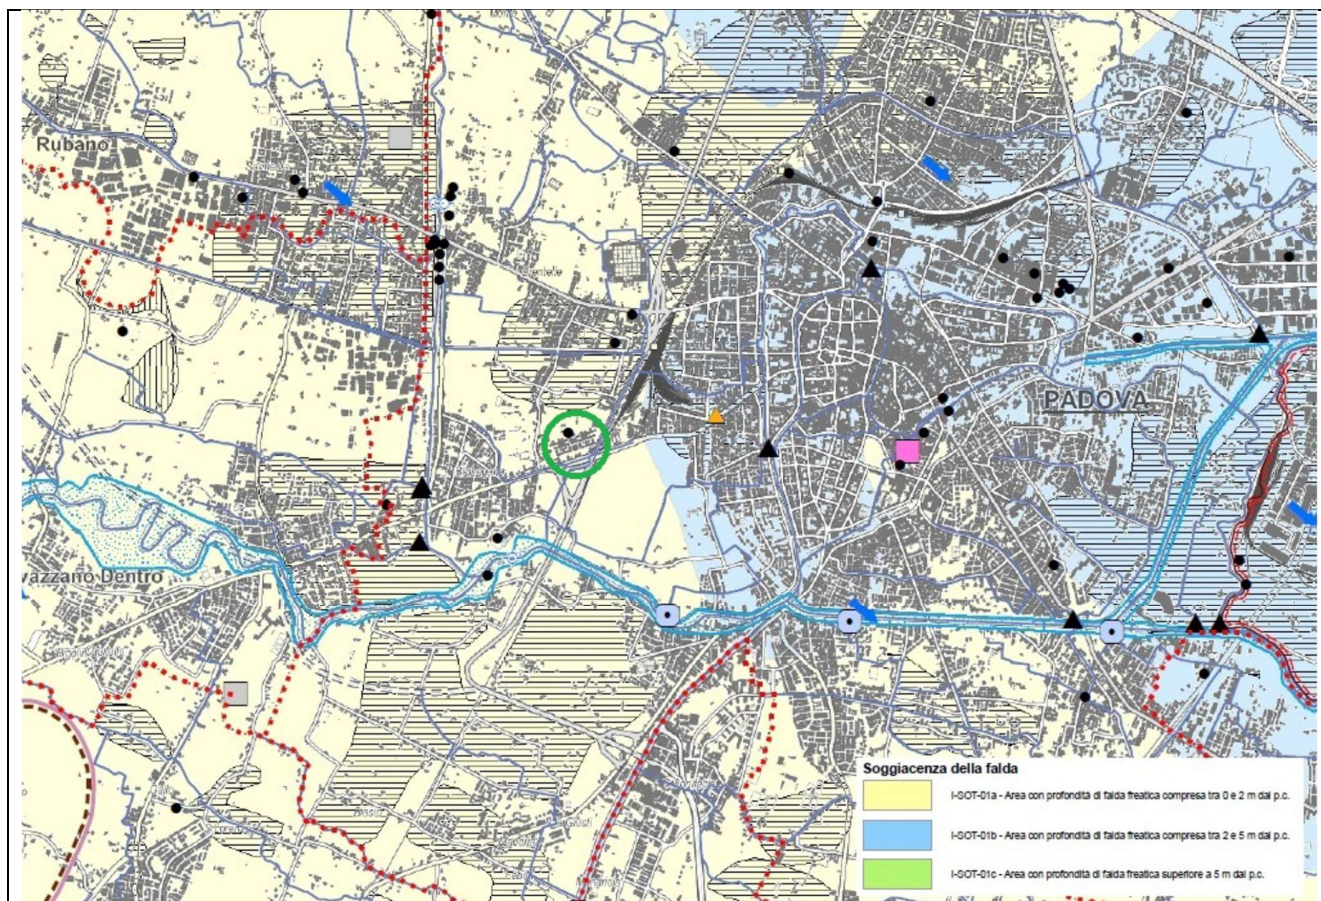 Rubano
PADOVA
vazzano Dentro
Soggiacenza della falda
I-SOT-01a - Area con profondità di falda freatica compresa tra 0 e 2 m dal p.c.
I-SOT-01b - Area con profondità di falda freatica compresa tra 2 e 5 m dal p.c.
I-SOT-01c - Area con profondità di falda freatica superiore a 5 m dal p.c.